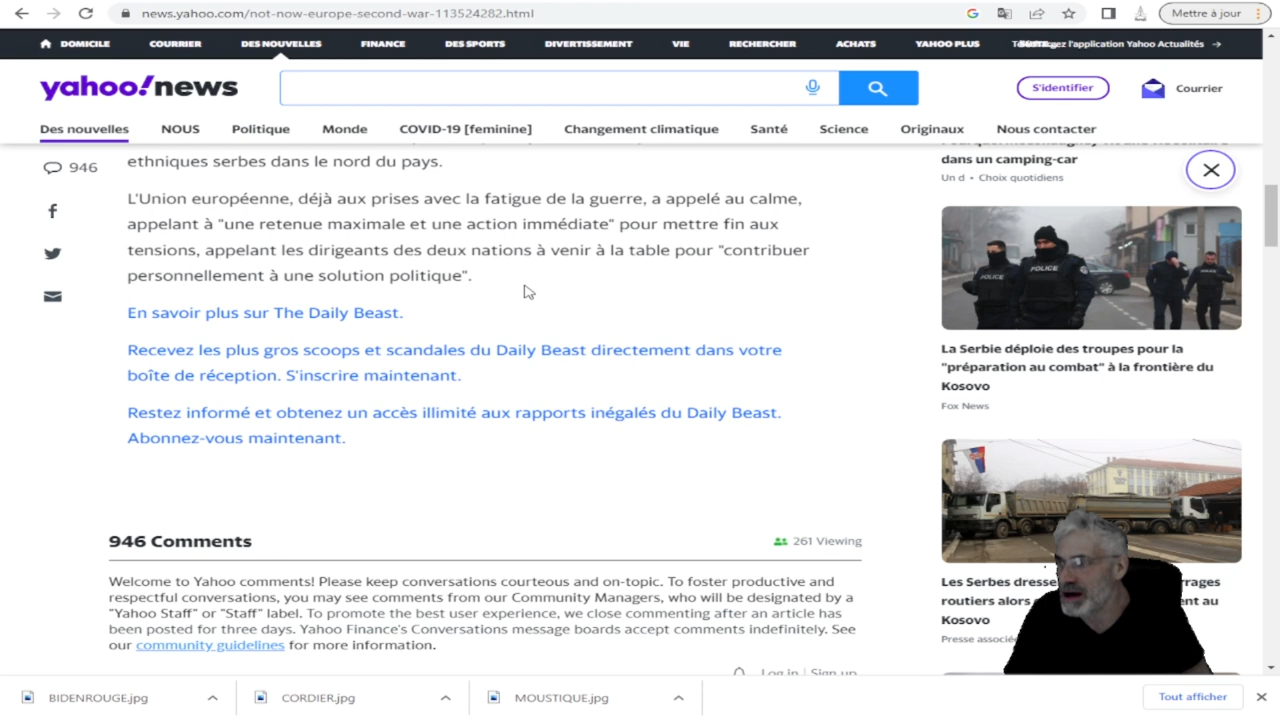 news.yahoo.com/not-now-europe-second-war-113524282.html
Mettre à jour
DOMICILE COURRIER DES NOUVELLES FINANCE DES SPORTS DIVERTISSEMENT VIE RECHERCHER ACHATS YAHOO PLUS l'application Yahoo Actualités →
yahoo!news
S'identifier
Courrier
Des nouvelles NOUS Politique Monde COVID-19 [feminine] Changement climatique Santé Science Originaux Nous contacter
ethniques serbes dans le nord du pays.
946
L'Union européenne, déjà aux prises avec la fatigue de la guerre, a appelé au calme,
appelant à "une retenue maximale et une action immédiate" pour mettre fin aux
tensions, appelant les dirigeants des deux nations à venir à la table pour "contribuer
personnellement à une solution politique".
En savoir plus sur The Daily Beast.
Recevez les plus gros scoops et scandales du Daily Beast directement dans votre
boîte de réception. S'inscrire maintenant.
Restez informé et obtenez un accès illimité aux rapports inégalés du Daily Beast.
Abonnez-vous maintenant.
946 Comments
261 Viewing
Welcome to Yahoo comments! Please keep conversations courteous and on-topic. To foster productive and
respectful conversations, you may see comments from our Community Managers, who will be designated by a
"Yahoo Staff" or "Staff" label. To promote the best user experience, we close commenting after an article has
been posted for three days. Yahoo Finance's Conversations message boards accept comments indefinitely. See
our community guidelines for more information.
Log in | Sign up
dans un camping-car
Un d • Choix quotidiens
POLICE
POLICE
La Serbie déploie des troupes pour la
"préparation au combat" à la frontière du
Kosovo
Fox News
Les Serbes
routiers
Kosovo
Presse
BIDENROUGE.jpg
CORDIER.jpg
MOUSTIQUE.jpg
Tout afficher